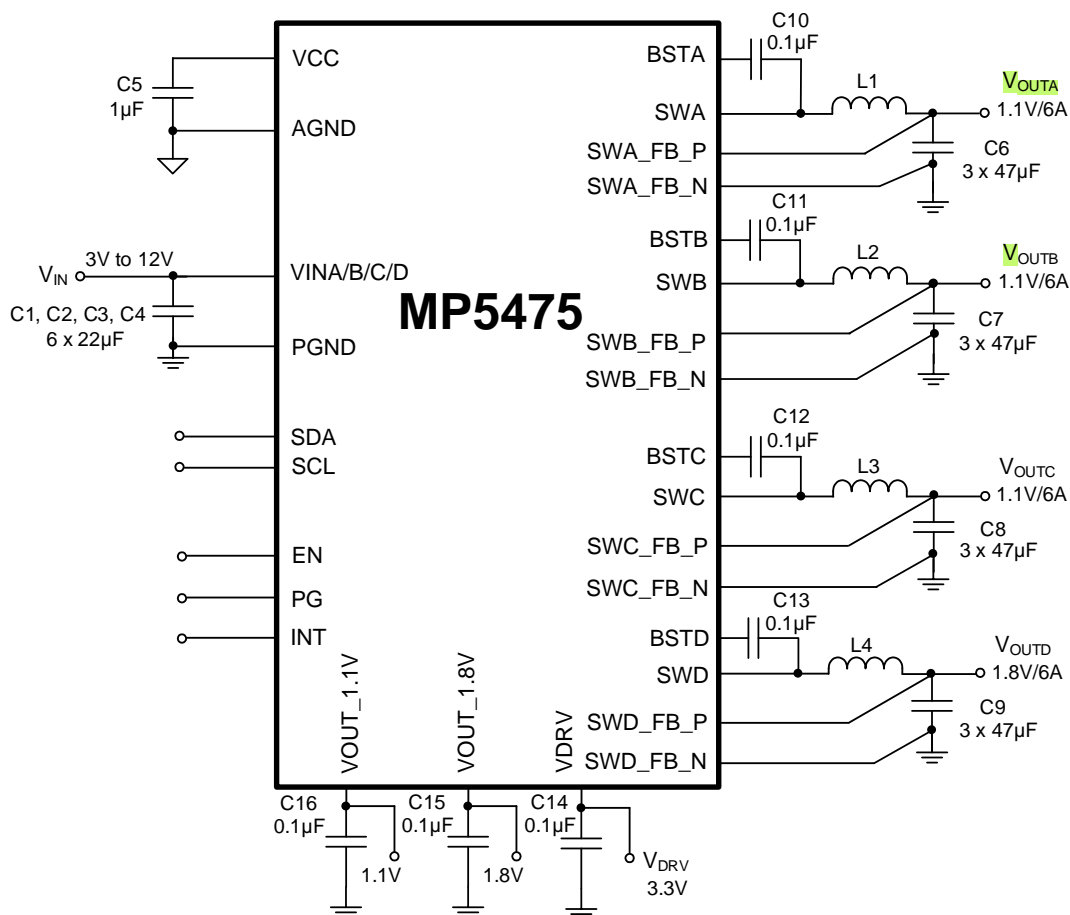 C10
0.1µF
VCC
BSTA
C5
1µF
L1
VOUTA
1.1V/6A
AGND
SWA
SWA_FB_P
C6
3 x 47µF
SWA_FB_N
C11
0.1µF
BSTB
3V to 12V
VIN
VINA/B/C/D
SWB
L2
VOUTB
1.1V/6A
MP5475
C1, C2, C3, C4
6 x 22µF
PGND
SWB_FB_P
C7
3 x 47µF
SWB_FB_N
C12
0.1µF
SDA
SCL
BSTC
SWC
L3
VOUTC
1.1V/6A
EN
SWC_FB_P
C8
3 x 47µF
PG
SWC_FB_N
C13
0.1µF
INT
BSTD
SWD
L4
VOUTD
1.8V/6A
VOUT_1.1V
VOUT_1.8V
VDRV
SWD_FB_P
C9
3 x 47µF
SWD_FB_N
C16
0.1µF
C15
0.1µF
C14
0.1µF
1.1V
1.8V
VDRV
3.3V